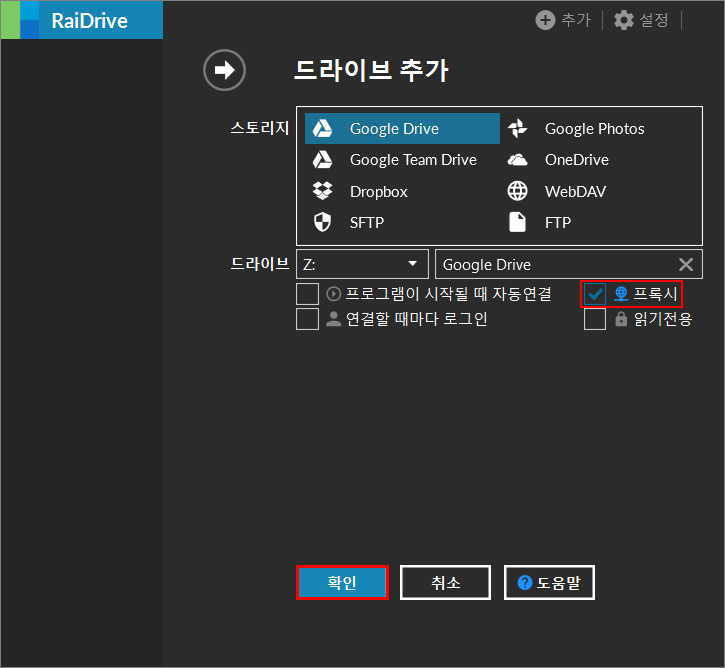 RaiDrive
추가
설정
드라이브 추가
스토리지
Google Drive
Google Photos
Google Team Drive
OneDrive
Dropbox
WebDAV
SFTP
FTP
드라이브
Z:
Google Drive
프로그램이 시작될 때 자동연결
프록시
연결할 때마다 로그인
읽기전용
확인
취소
도움말